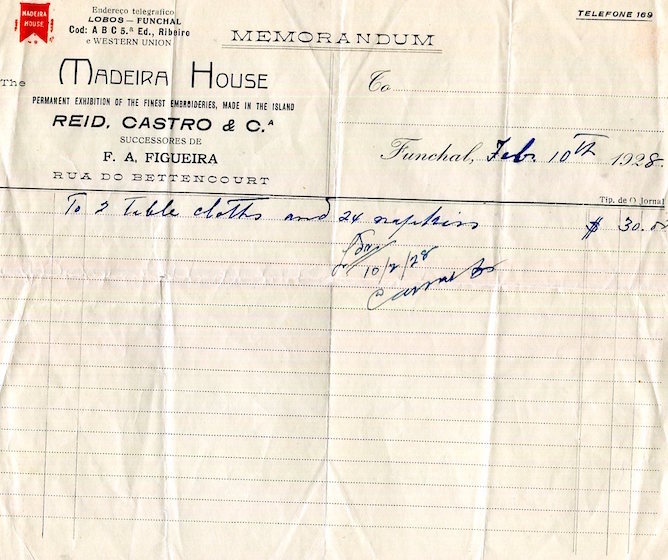 MADEIRA
HOUSE
Endereço telegrafico
LOBOS — FUNCHAL
Cod: A B C 5.ª Ed., Ribeiro
e WESTERN UNION
MEMORANDUM
TELEFONE 169
The MADEIRA HOUSE
PERMANENT EXHIBITION OF THE FINEST EMBROIDERIES, MADE IN THE ISLAND
REID, CASTRO & C.ᴬ
SUCCESSORES DE
F. A. FIGUEIRA
RUA DO BETTENCOURT
To
Funchal, Feb. 10th 1928.
Tip. de O Jornal
To 2 table cloths and 24 napkins $ 30.00
10/2/28